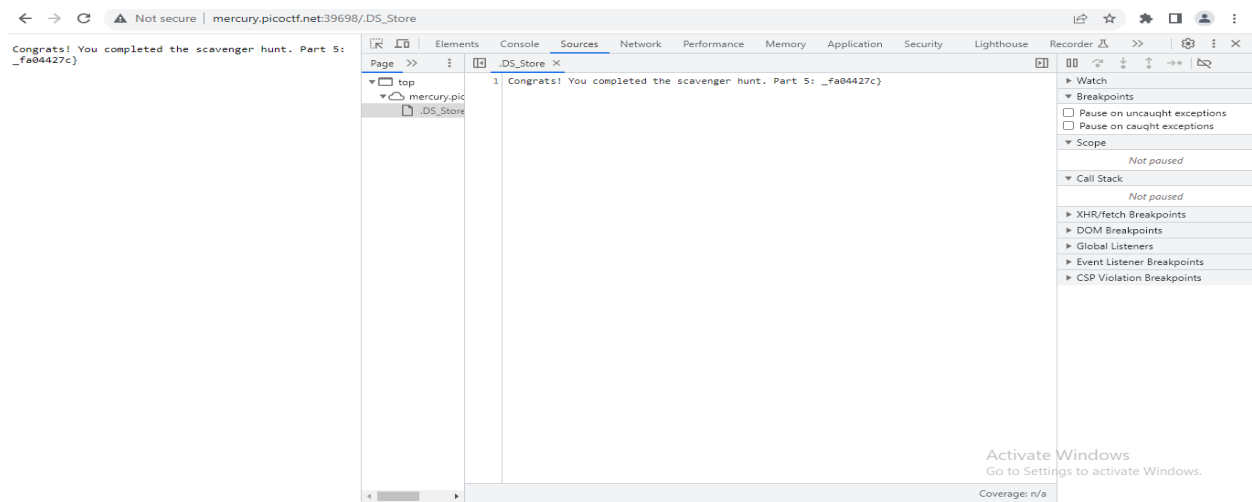 Not secure | mercury.picoctf.net:39698/.DS_Store
Congrats! You completed the scavenger hunt. Part 5:
_fa04427c}
Elements Console Sources Network Performance Memory Application Security Lighthouse Recorder
Page
.DS_Store
top
mercury.pic
.DS_Store
1 Congrats! You completed the scavenger hunt. Part 5: _fa04427c}
Watch
Breakpoints
Pause on uncaught exceptions
Pause on caught exceptions
Scope
Not paused
Call Stack
Not paused
XHR/fetch Breakpoints
DOM Breakpoints
Global Listeners
Event Listener Breakpoints
CSP Violation Breakpoints
Activate Windows
Go to Settings to activate Windows.
Coverage: n/a